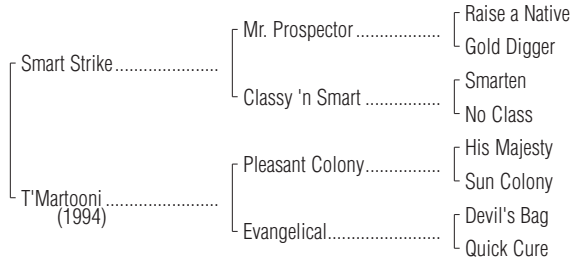 Raise a Native
Mr. Prospector ..................
Gold Digger
Smart Strike ......................
Smarten
Classy 'n Smart ................
No Class
His Majesty
Pleasant Colony ................
Sun Colony
T'Martooni ........................
(1994)
Devil's Bag
Evangelical ........................
Quick Cure